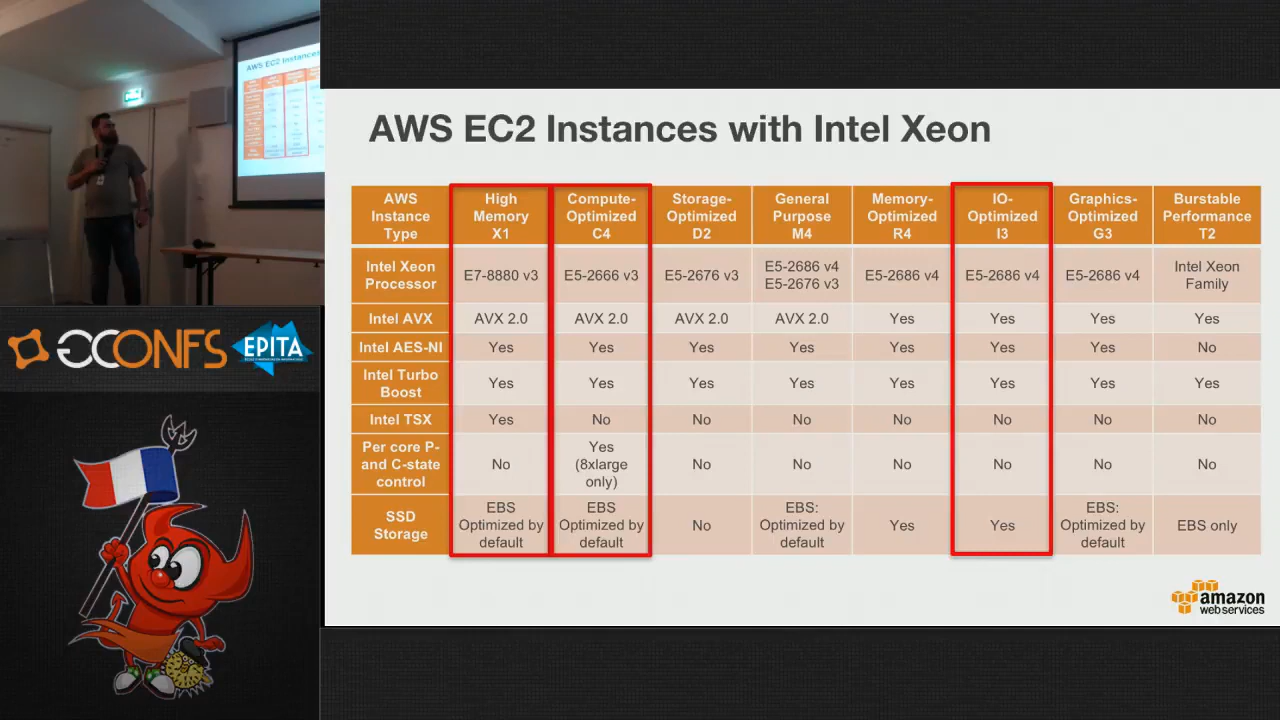 AWS EC2 Instances
GCONFS
EPITA
AWS EC2 Instances with Intel Xeon
AWS Instance Type
High Memory X1
Compute-Optimized C4
Storage-Optimized D2
General Purpose M4
Memory-Optimized R4
IO-Optimized I3
Graphics-Optimized G3
Burstable Performance T2
Intel Xeon Processor
E7-8880 v3
E5-2666 v3
E5-2676 v3
E5-2686 v4
E5-2676 v3
E5-2686 v4
E5-2686 v4
E5-2686 v4
Intel Xeon Family
Intel AVX
AVX 2.0
AVX 2.0
AVX 2.0
AVX 2.0
Yes
Yes
Yes
Yes
Intel AES-NI
Yes
Yes
Yes
Yes
Yes
Yes
Yes
No
Intel Turbo Boost
Yes
Yes
Yes
Yes
Yes
Yes
Yes
Yes
Intel TSX
Yes
No
No
No
No
No
No
No
Per core P- and C-state control
No
Yes (8xlarge only)
No
No
No
No
No
No
SSD Storage
EBS Optimized by default
EBS Optimized by default
No
EBS: Optimized by default
Yes
Yes
EBS: Optimized by default
EBS only
amazon
web services